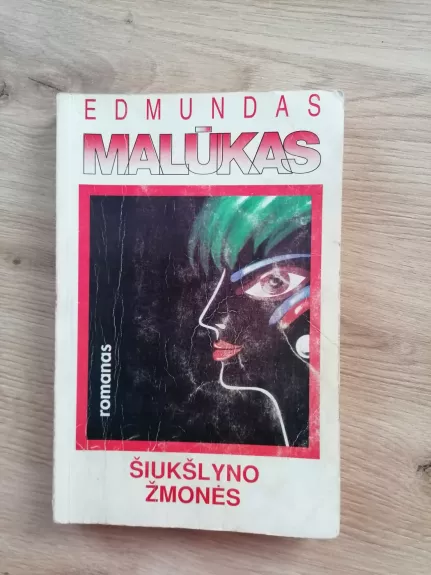 EDMUNDAS
MALŪKAS
romanas
ŠIUKŠLYNO
ŽMONĖS